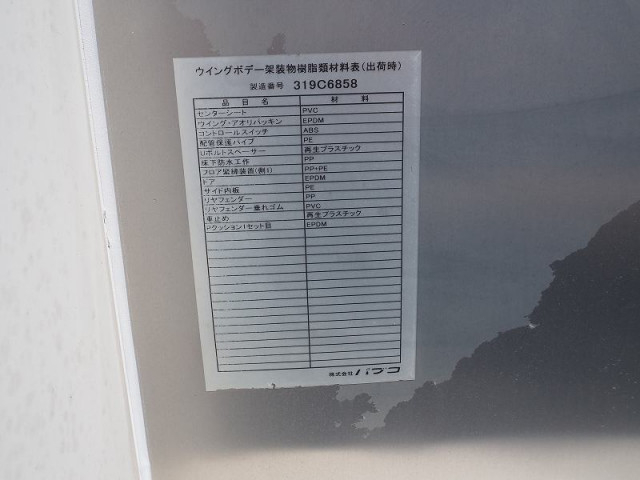 ウイングボデー架装物樹脂類材料表(出荷時)
製造番号 319C6858
品目名 材料
センターシート PVC
ウイング・アオリパッキン EPDM
コントロールスイッチ ABS
配管保護パイプ PE
Uボルトスペーサー 再生プラスチック
床下防水工作 PP
フロア緊締装置(側1) PP+PE
ドア EPDM
サイド内板 PE
リヤフェンダー PP
リヤフェンダー垂れゴム PVC
車止め 再生プラスチック
Pクッション1セット目 EPDM
株式会社パブコ